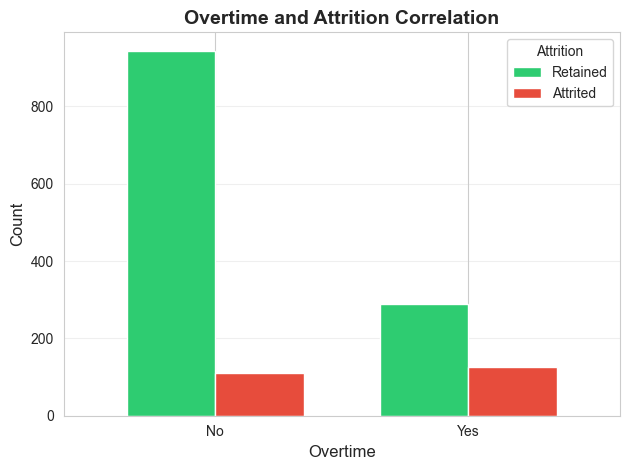 Overtime and Attrition Correlation
Attrition
Retained
Attrited
Count
800
600
400
200
0
No
Yes
Overtime